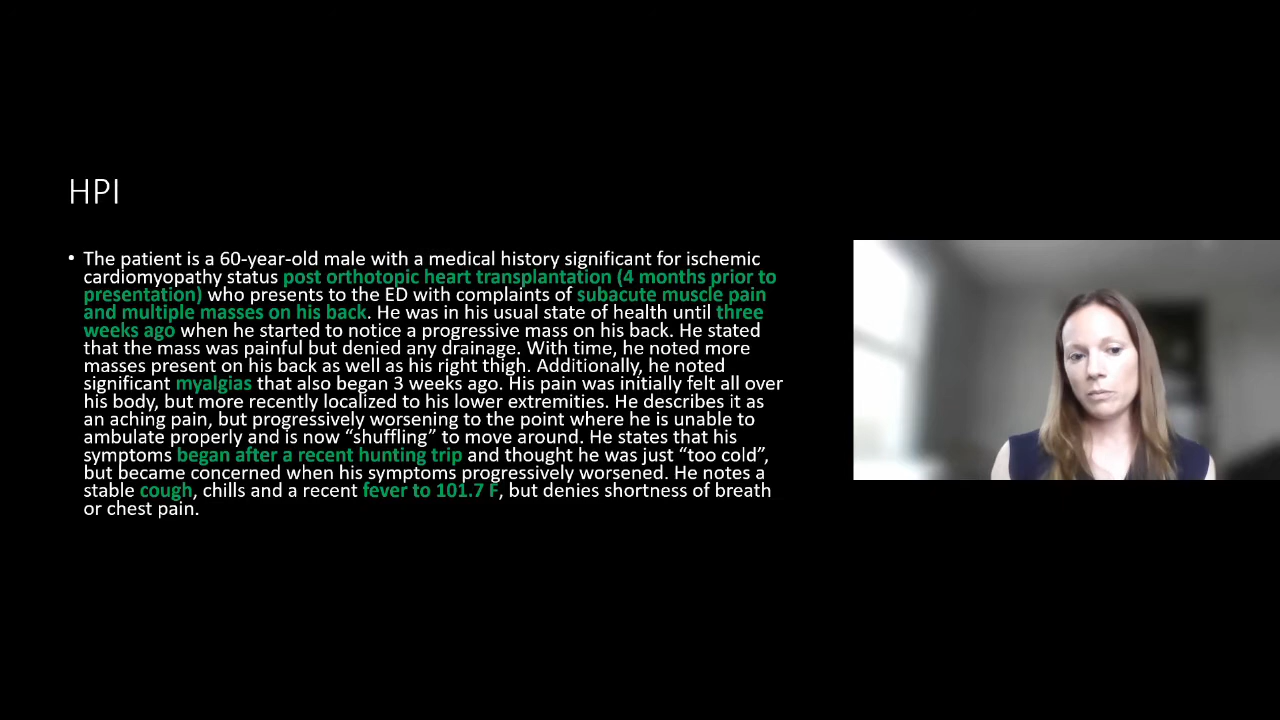 HPI
• The patient is a 60-year-old male with a medical history significant for ischemic
cardiomyopathy status post orthotopic heart transplantation (4 months prior to
presentation) who presents to the ED with complaints of subacute muscle pain
and multiple masses on his back. He was in his usual state of health until three
weeks ago when he started to notice a progressive mass on his back. He stated
that the mass was painful but denied any drainage. With time, he noted more
masses present on his back as well as his right thigh. Additionally, he noted
significant myalgias that also began 3 weeks ago. His pain was initially felt all over
his body, but more recently localized to his lower extremities. He describes it as
an aching pain, but progressively worsening to the point where he is unable to
ambulate properly and is now “shuffling” to move around. He states that his
symptoms began after a recent hunting trip and thought he was just “too cold”,
but became concerned when his symptoms progressively worsened. He notes a
stable cough, chills and a recent fever to 101.7 F, but denies shortness of breath
or chest pain.